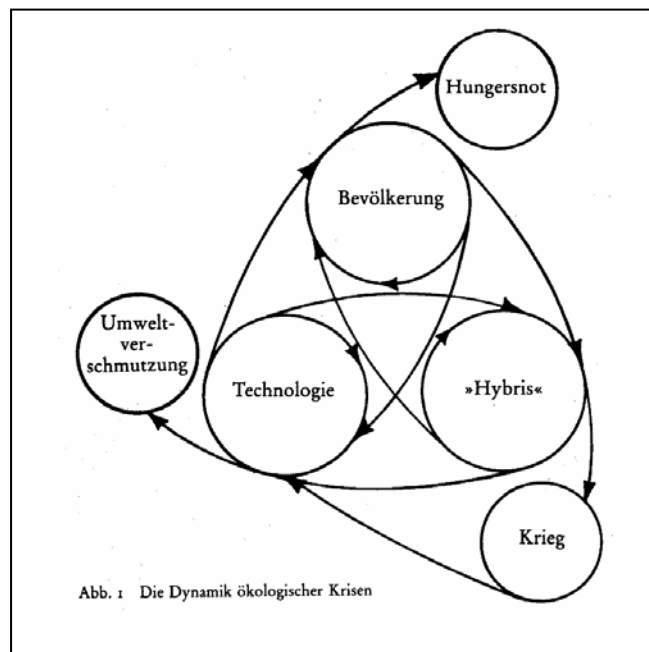 Hungersnot
Bevölkerung
Umwelt-
ver-
schmutzung
Technologie
»Hybris«
Krieg
Abb. 1 Die Dynamik ökologischer Krisen